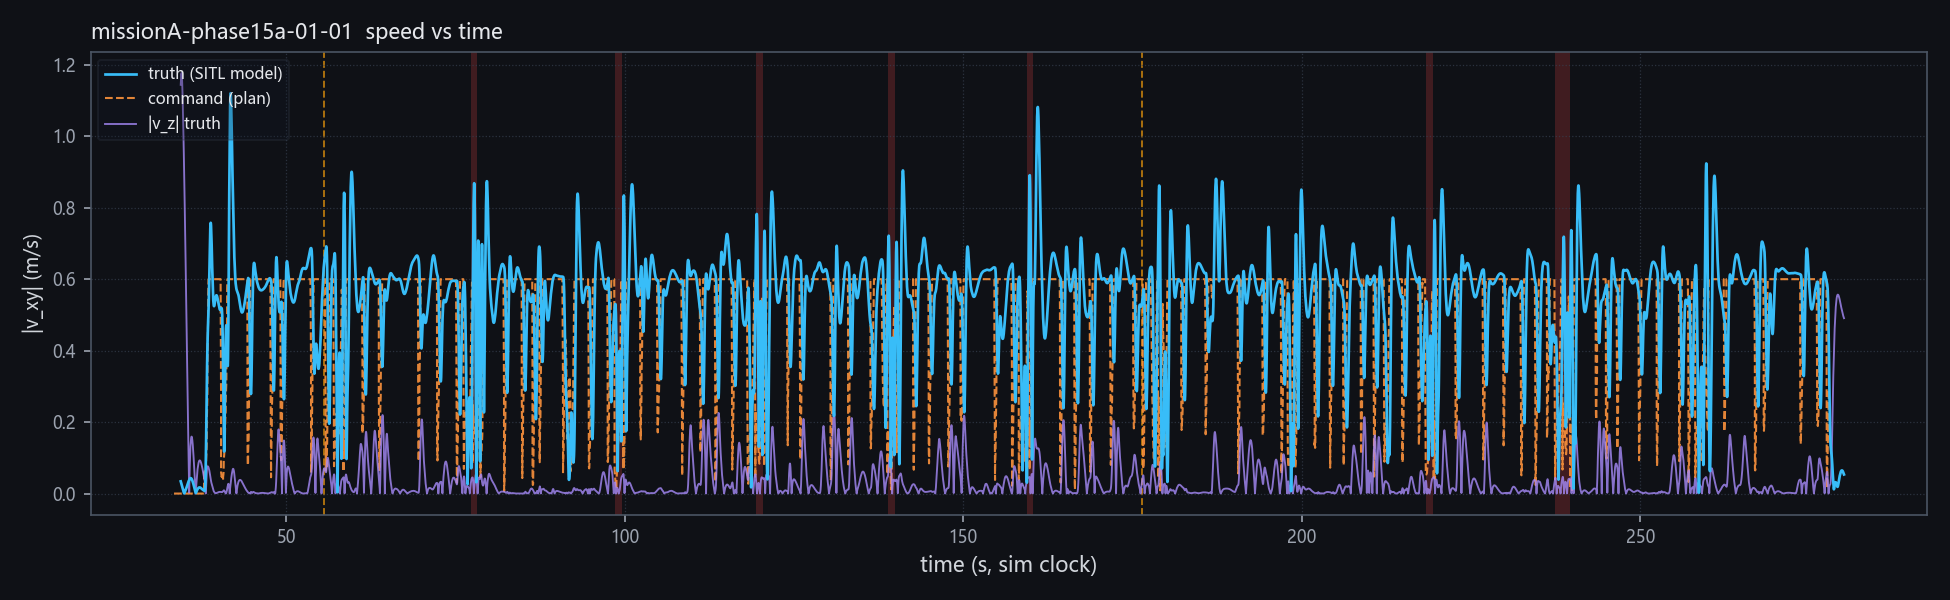 missionA-phase15a-01-01  speed vs time
truth (SITL model)
command (plan)
|v_z| truth
|v_xy| (m/s)
1.2
1.0
0.8
0.6
0.4
0.2
0.0
50
100
150
200
250
time (s, sim clock)